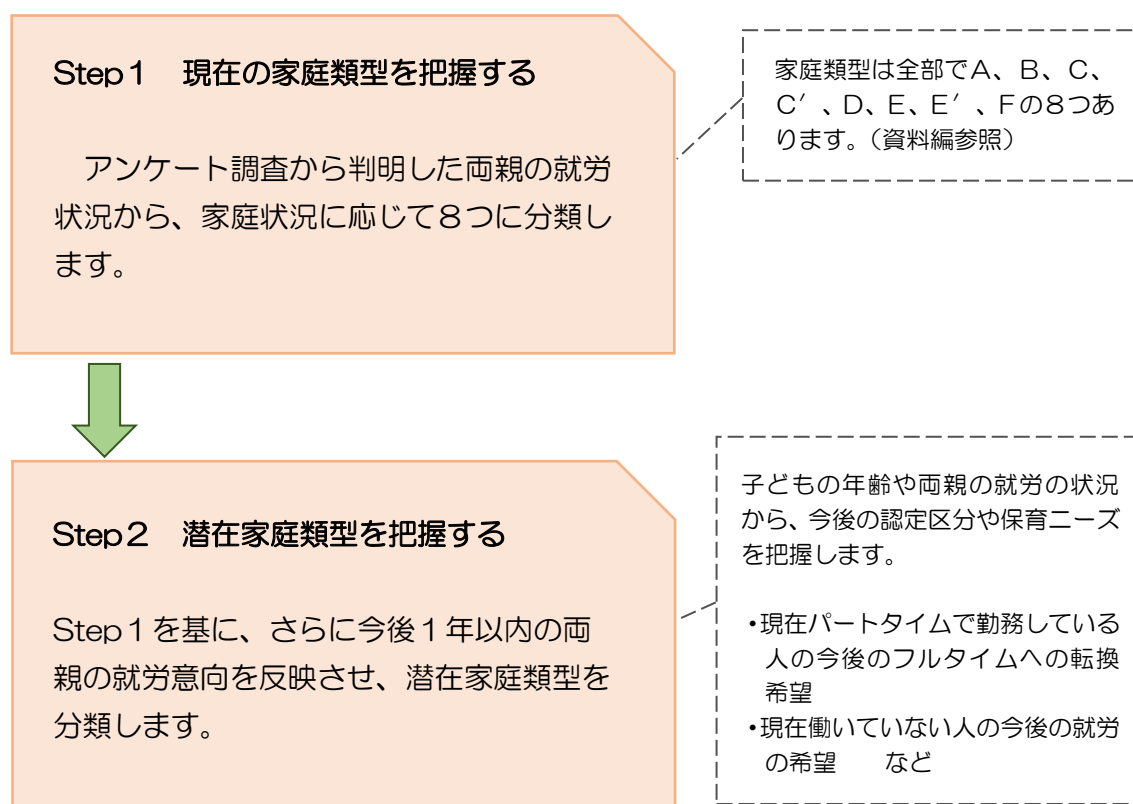 Step1　現在の家庭類型を把握する
アンケート調査から判明した両親の就労
状況から、家庭状況に応じて8つに分類し
ます。
家庭類型は全部でA、B、C、
C′、D、E、E′、Fの8つあ
ります。（資料編参照）
Step2　潜在家庭類型を把握する
Step1を基に、さらに今後1年以内の両
親の就労意向を反映させ、潜在家庭類型を
分類します。
子どもの年齢や両親の就労の状況
から、今後の認定区分や保育ニーズ
を把握します。
・現在パートタイムで勤務している
人の今後のフルタイムへの転換
希望
・現在働いていない人の今後の就労
の希望　　など